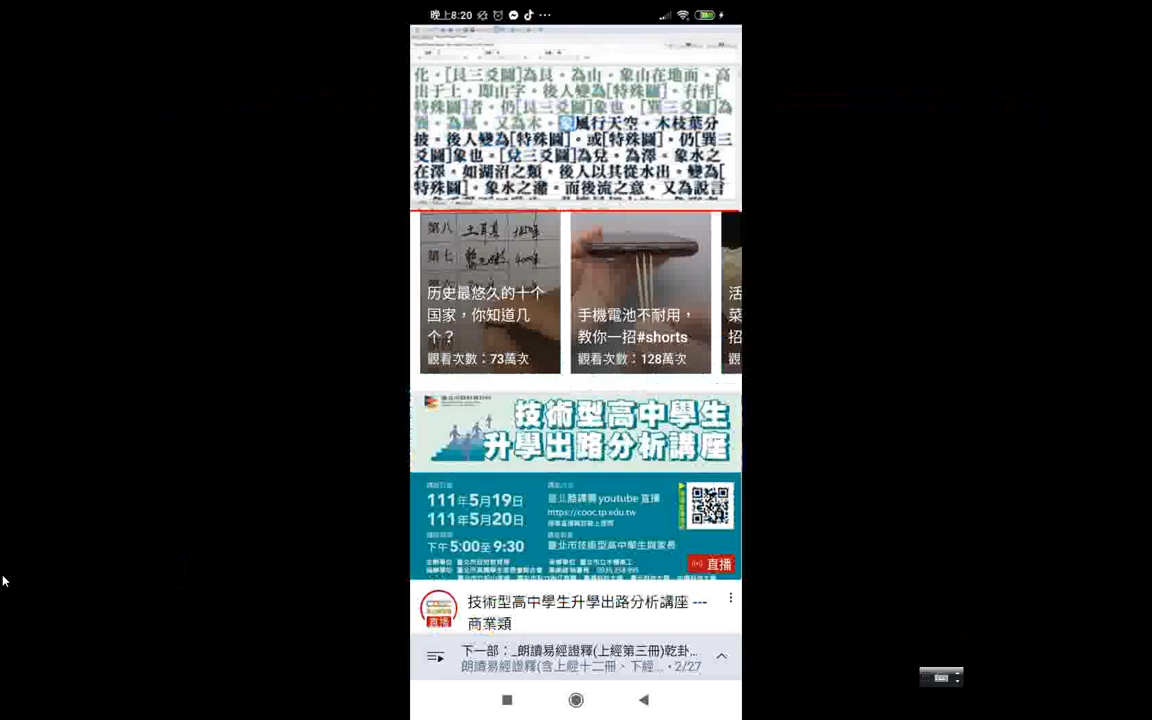 晚上8:20
化。[艮三爻圖]為艮。為山。象山在地面。高
出于土。即山字。後人變為[特殊圖]。有作[
特殊圖]者。仍[艮三爻圖]象也。[巽三爻圖]為
巽。為風。又為木。象風行天空。木枝葉分
披。後人變為[特殊圖]。或[特殊圖]。仍[巽三
爻圖]象也。[兌三爻圖]為兌。為澤。象水之
在澤。如湖沼之類。後人以其從水出。變為[
特殊圖]。象水之瀦。而後流之意。又為說言
第八
第七
历史最悠久的十个
国家，你知道几
个？
觀看次數：73萬次
手機電池不耐用，
教你一招#shorts
觀看次數：128萬次
活
菜
招
觀
技術型高中學生
升學出路分析講座
111年5月19日
111年5月20日
下午5:00至9:30
臺北酷課雲youtube 直播
https://cooc.tp.edu.tw
臺北市技術型高中學生與家長
直播
直播
技術型高中學生升學出路分析講座 ---
商業類
下一部：_朗讀易經證釋(上經第三冊)乾卦...
朗讀易經證釋(含上經十二冊、下經... • 2/27